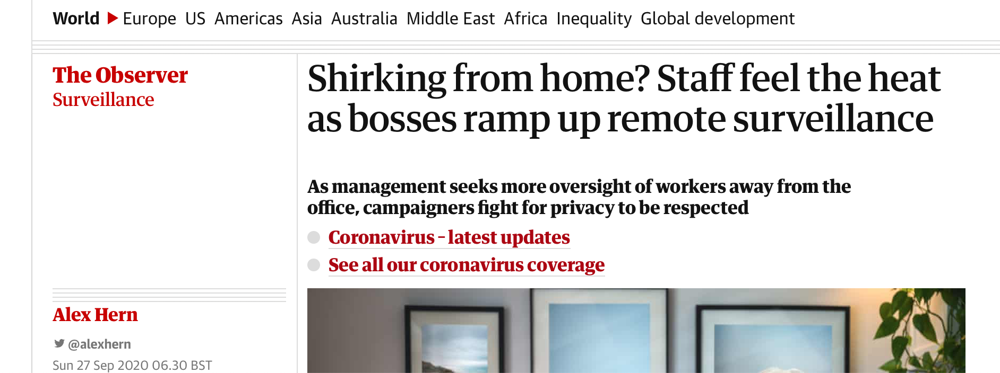 World Europe US Americas Asia Australia Middle East Africa Inequality Global development
The Observer
Surveillance
Shirking from home? Staff feel the heat
as bosses ramp up remote surveillance
As management seeks more oversight of workers away from the
office, campaigners fight for privacy to be respected
Coronavirus – latest updates
See all our coronavirus coverage
Alex Hern
@alexhern
Sun 27 Sep 2020 06.30 BST